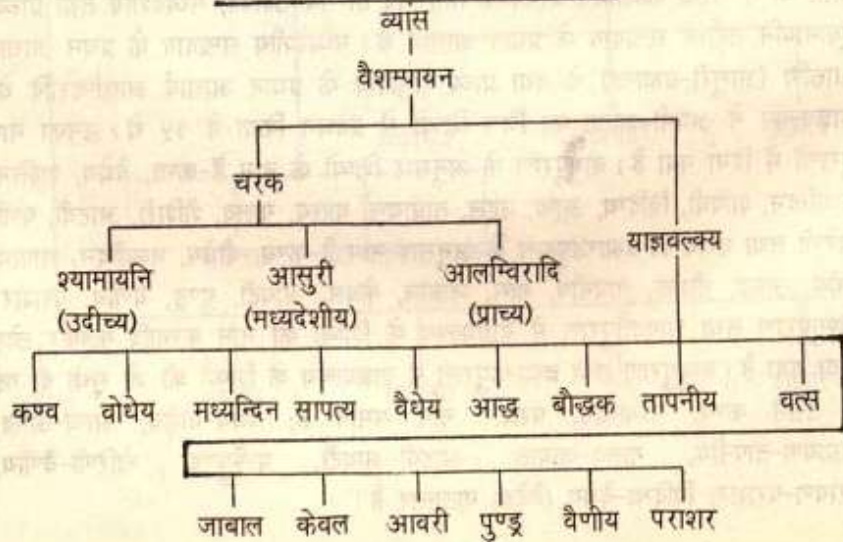 व्यास
वैशम्पायन
चरक
याज्ञवल्क्य
श्यामायनि आसुरी आलम्विरादि
(उदीच्य) (मध्यदेशीय) (प्राच्य)
कण्व वोधेय मध्यन्दिन सापत्य वैधेय आद्ध बौद्धक तापनीय वत्स
जाबाल केवल आवरी पुण्ड्र वैणीय पराशर